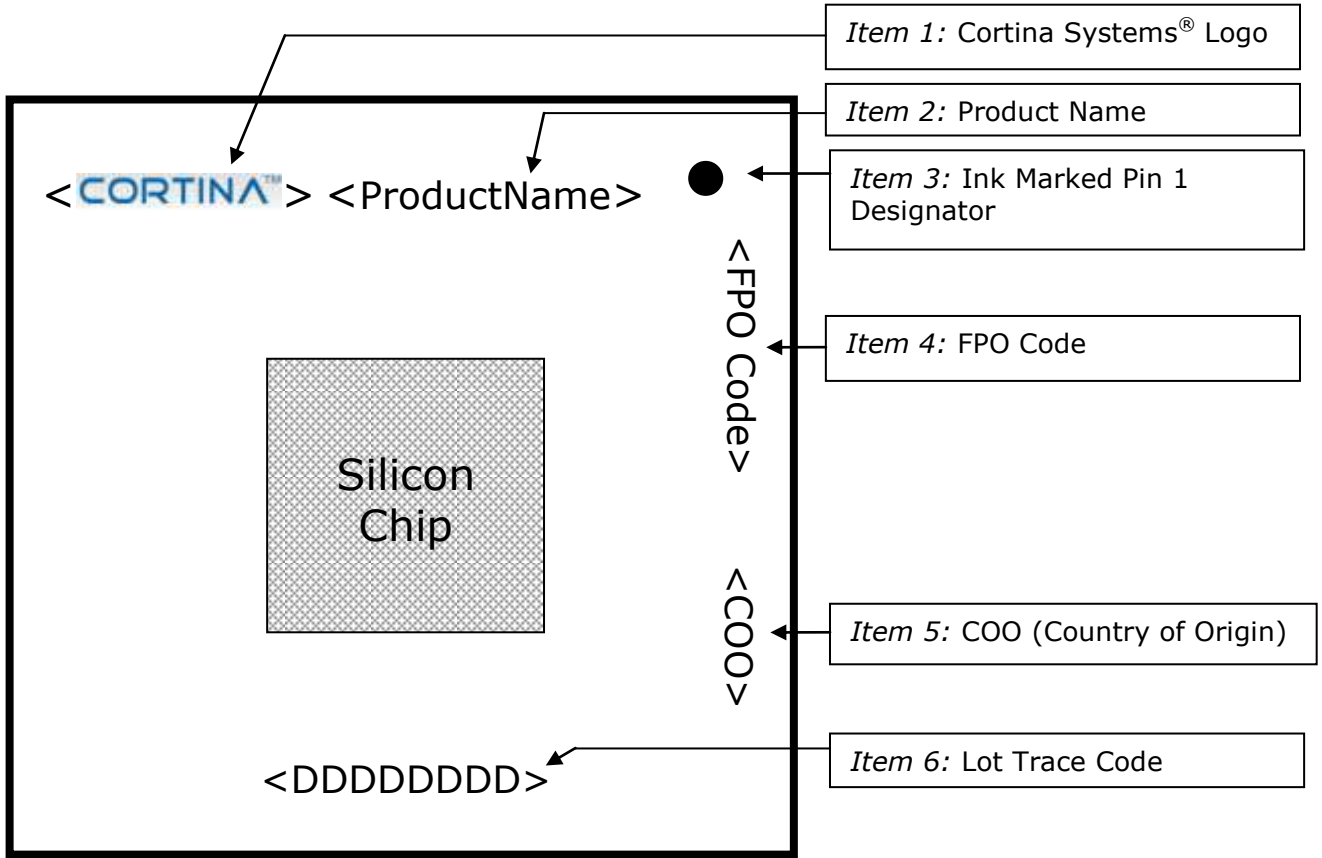 Item 1: Cortina Systems® Logo
Item 2: Product Name
<CORTINA™> <ProductName>
Item 3: Ink Marked Pin 1
Designator
<FPO Code>
Item 4: FPO Code
Silicon
Chip
<COO>
Item 5: COO (Country of Origin)
<DDDDDDDD>
Item 6: Lot Trace Code